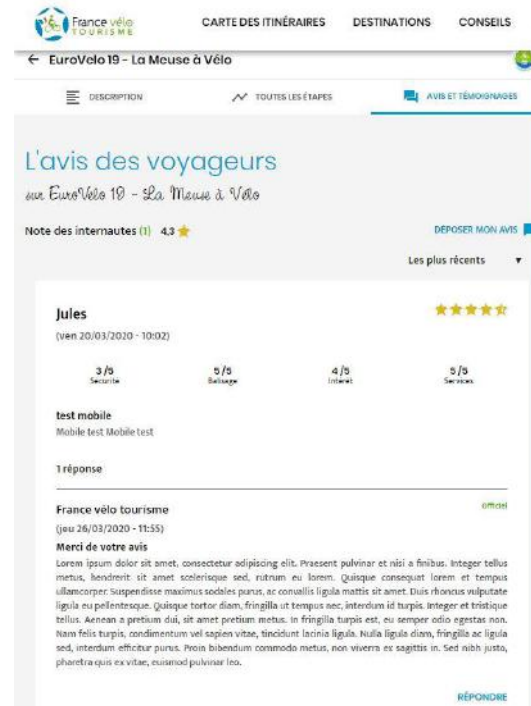 France vélo
TOURISME
CARTE DES ITINÉRAIRES DESTINATIONS CONSEILS
← EuroVelo 19 - La Meuse à Vélo
DESCRIPTION TOUTES LES ÉTAPES AVIS ET TÉMOIGNAGES
L'avis des voyageurs
sur EuroVelo 19 - La Meuse à Vélo
Note des internautes (1) 4,3
DÉPOSER MON AVIS
Les plus récents
Jules
(ven 20/03/2020 - 10:02)
3/5 5/5 4/5 5/5
Sécurité Balisage Intérêt Services
test mobile
Mobile test Mobile test
1 réponse
France vélo tourisme officiel
(jeu 26/03/2020 - 11:55)
Merci de votre avis
Lorem ipsum dolor sit amet, consectetur adipiscing elit. Praesent pulvinar et nisi a finibus. Integer tellus
metus, hendrerit sit amet scelerisque sed, rutrum eu lorem. Quisque consequat lorem et tempus
ullamcorper. Suspendisse maximus sodales purus, ac convallis ligula mattis sit amet. Duis rhoncus vulputate
ligula eu pellentesque. Quisque tortor diam, fringilla ut tempus nec, interdum id turpis. Integer et tristique
tellus. Aenean a pretium dui, sit amet pretium metus. In fringilla turpis est, eu semper odio egestas non.
Nam felis turpis, condimentum vel sapien vitae, tincidunt lacinia ligula. Nulla ligula diam, fringilla ac ligula
sed, interdum efficitur purus. Proin bibendum commodo metus, non viverra ex sagittis in. Sed nibh justo,
pharetra quis ex vitae, euismod pulvinar leo.
RÉPONDRE